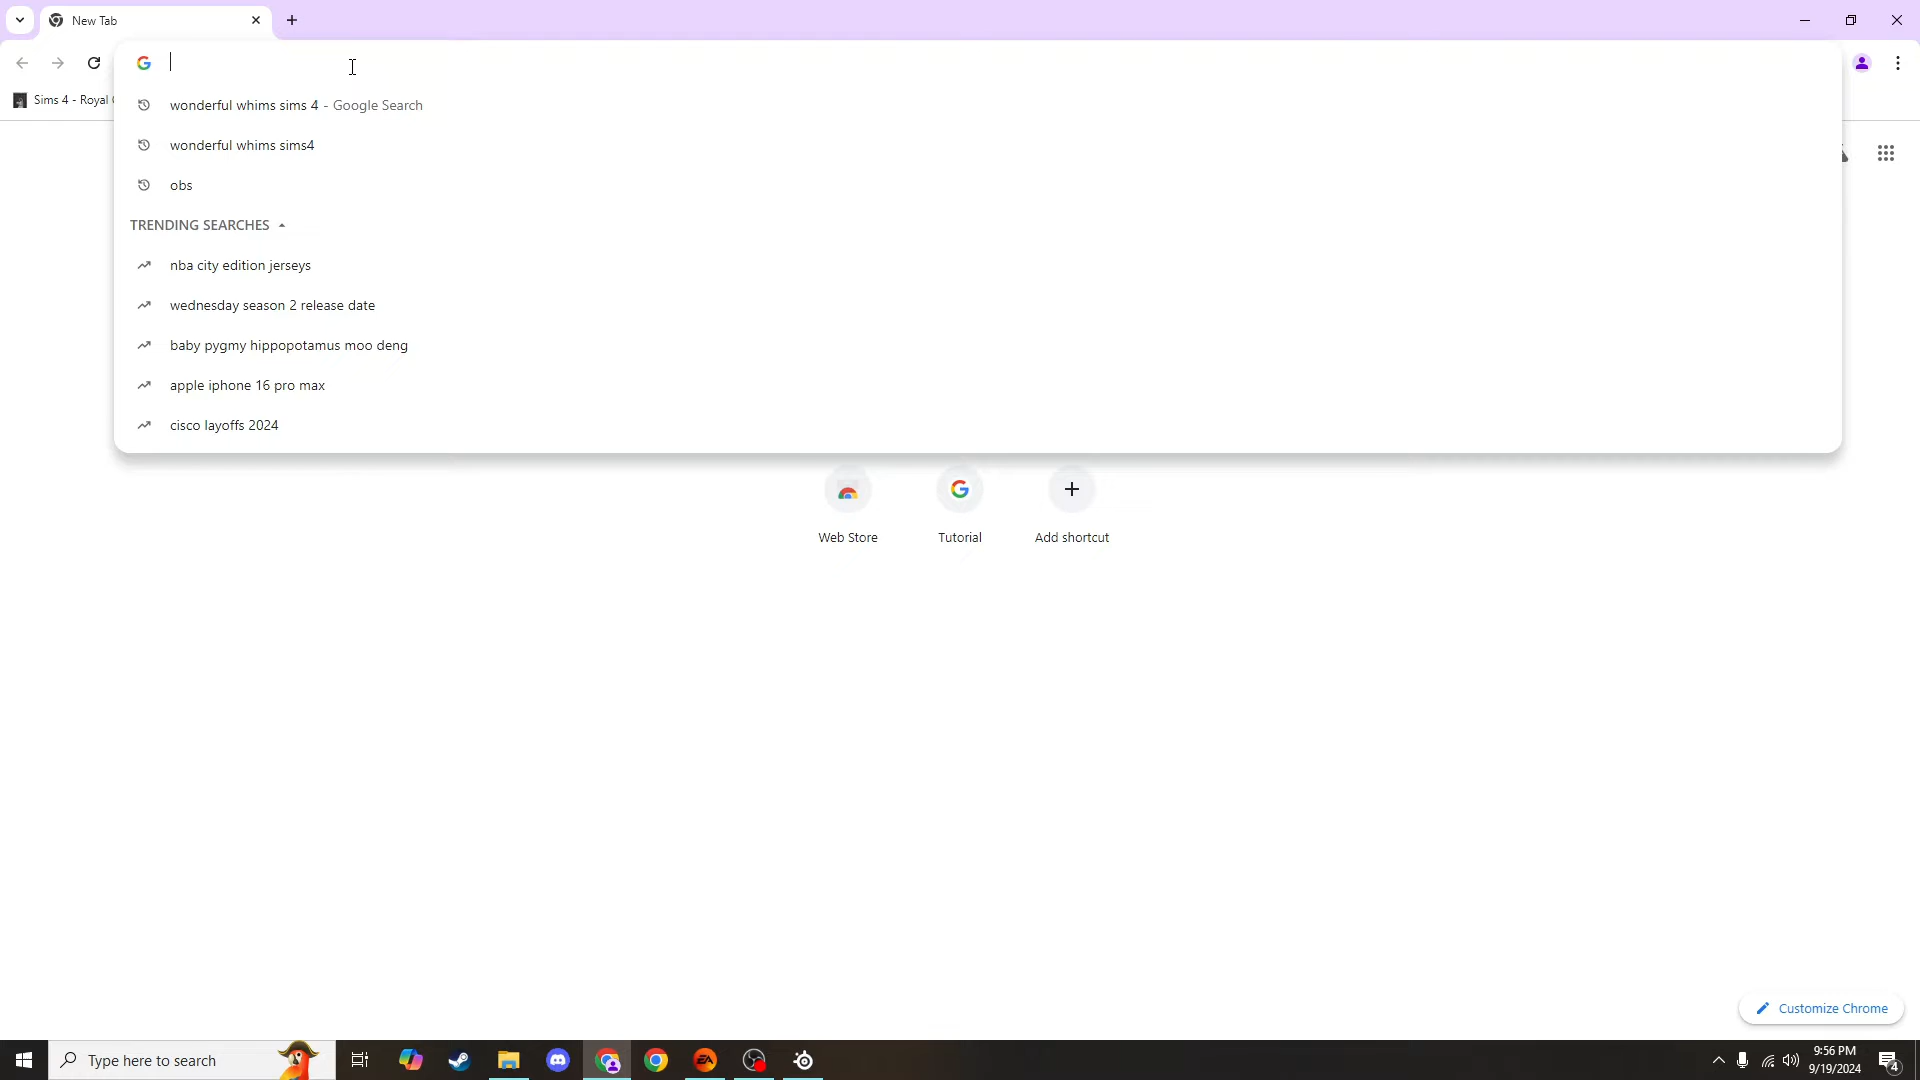 New Tab
Sims 4 - Royal
wonderful whims sims 4 - Google Search
wonderful whims sims4
obs
TRENDING SEARCHES
nba city edition jerseys
wednesday season 2 release date
baby pygmy hippopotamus moo deng
apple iphone 16 pro max
cisco layoffs 2024
Web Store
Tutorial
Add shortcut
Customize Chrome
Type here to search
EA
9:56 PM
9/19/2024
4